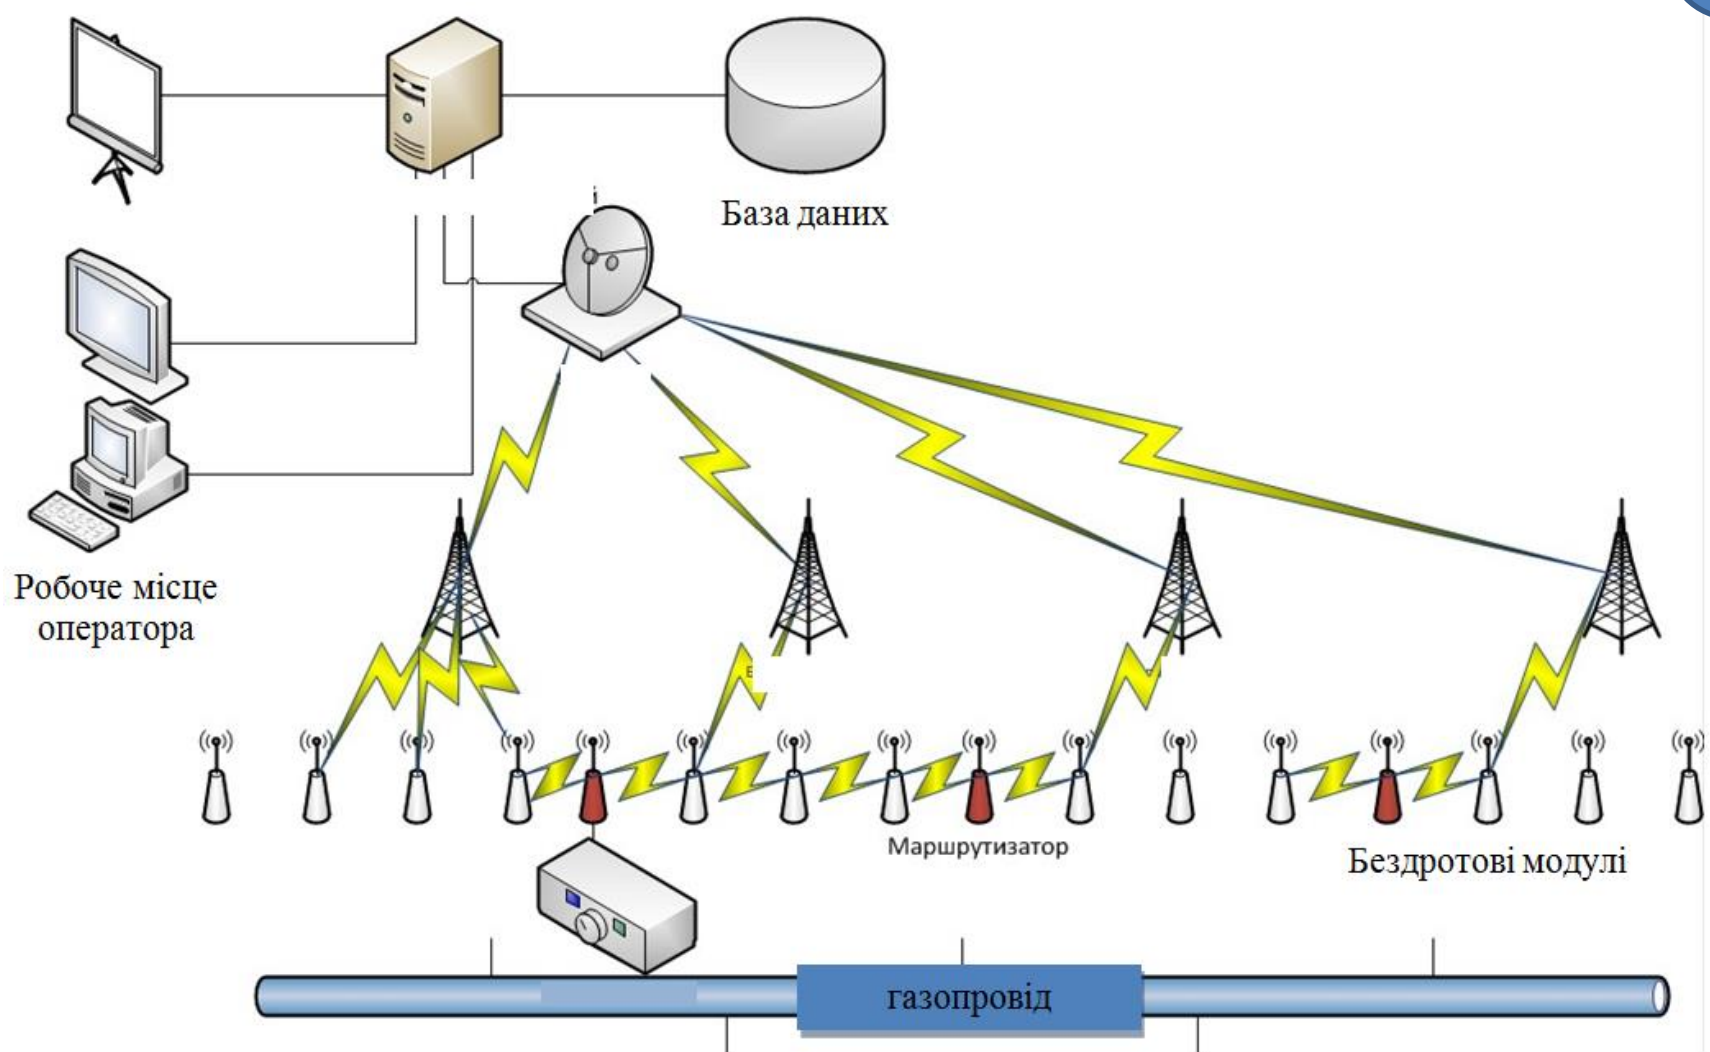 База даних
Робоче місце
оператора
Маршрутизатор
Бездротові модулі
газопровід